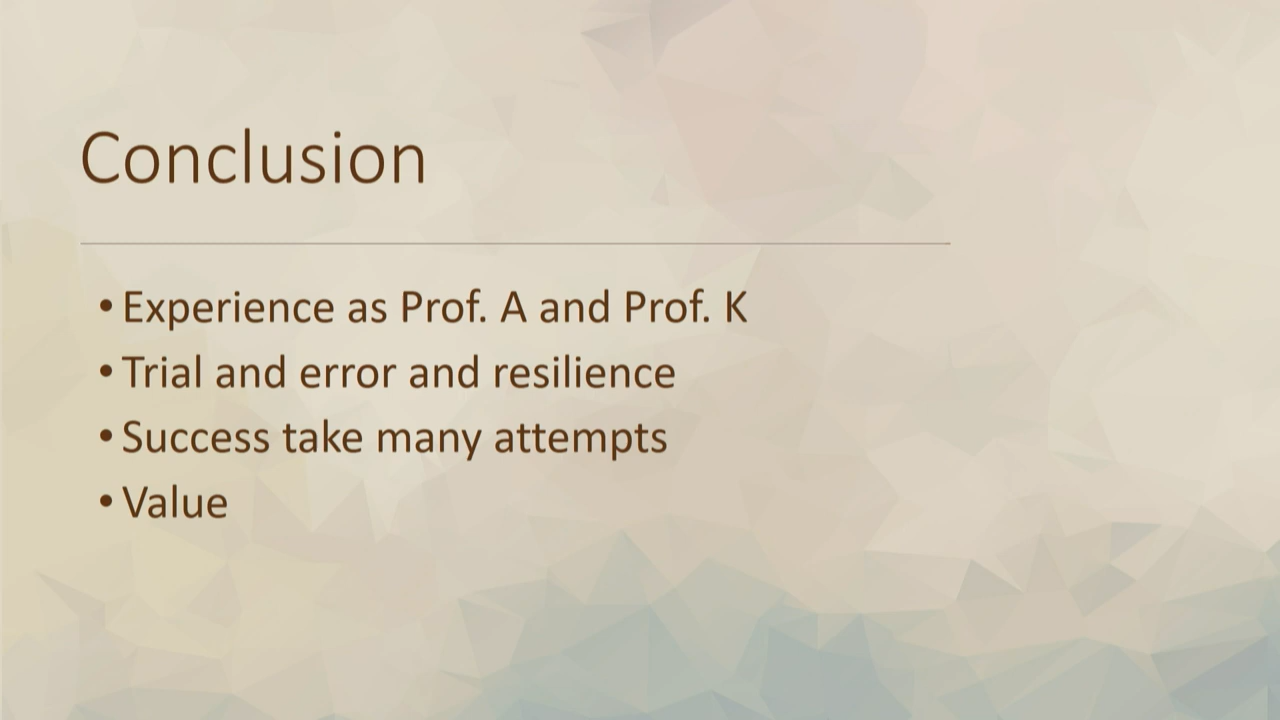 Conclusion
• Experience as Prof. A and Prof. K
• Trial and error and resilience
• Success take many attempts
• Value